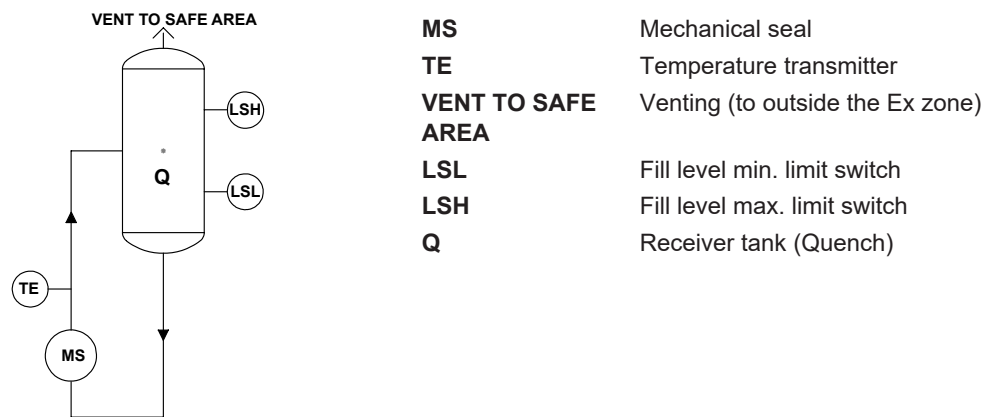 VENT TO SAFE AREA
LSH
Q
LSL
TE
MS
MS Mechanical seal
TE Temperature transmitter
VENT TO SAFE Venting (to outside the Ex zone)
AREA
LSL Fill level min. limit switch
LSH Fill level max. limit switch
Q Receiver tank (Quench)